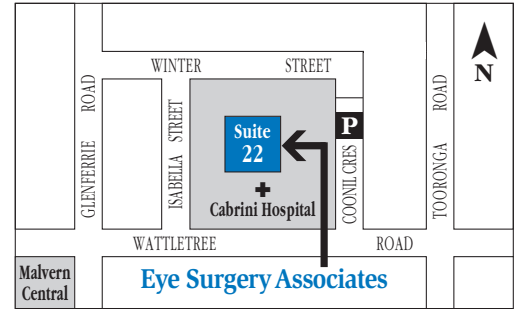 WINTER STREET
N
GLENFERRIE ROAD
ISABELLA STREET
Suite
22
P
COONIL CRES
TOORONGA ROAD
Cabrini Hospital
WATTLETREE ROAD
Malvern
Central
Eye Surgery Associates